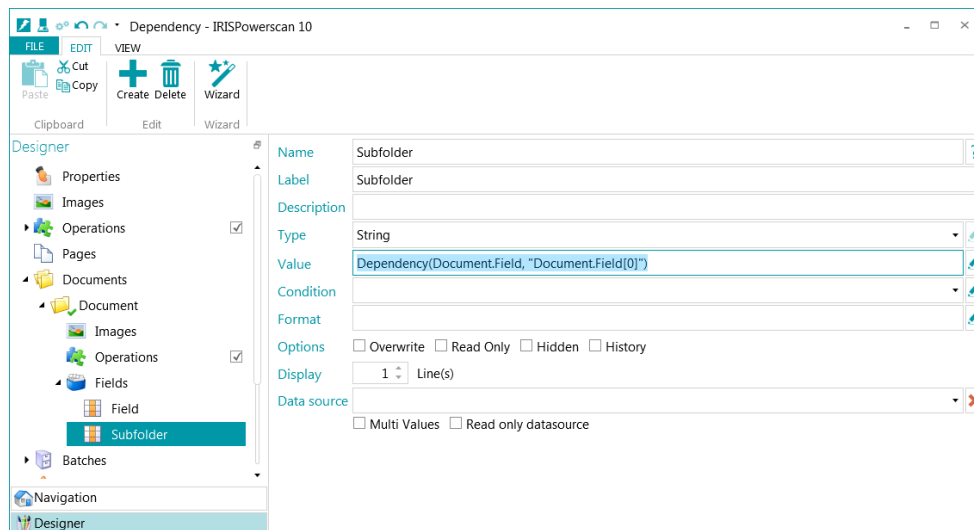 Dependency - IRISPowerscan 10
FILE EDIT VIEW
Paste Cut Copy Create Delete Wizard
Clipboard Edit Wizard
Designer
Properties
Images
Operations
Pages
Documents
Document
Images
Operations
Fields
Field
Subfolder
Batches
Navigation
Designer
Name Subfolder
Label Subfolder
Description
Type String
Value Dependency(Document.Field, "Document.Field[0]")
Condition
Format
Options Overwrite Read Only Hidden History
Display 1 Line(s)
Data source
Multi Values Read only datasource